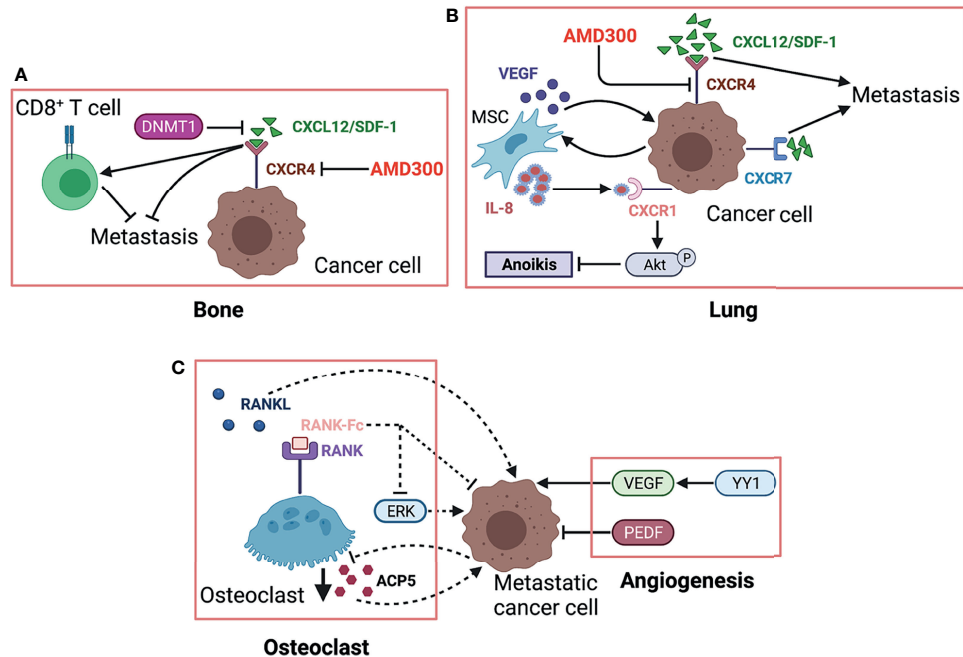 A
CD8+ T cell
DNMT1
CXCL12/SDF-1
CXCR4
AMD300
Metastasis
Cancer cell
Bone
B
AMD300
CXCL12/SDF-1
VEGF
CXCR4
MSC
Metastasis
CXCR7
IL-8
CXCR1
Cancer cell
Anoikis
Akt
P
Lung
C
RANKL
RANK-Fc
RANK
ERK
VEGF
YY1
PEDF
ACP5
Osteoclast
Metastatic
cancer cell
Angiogenesis
Osteoclast